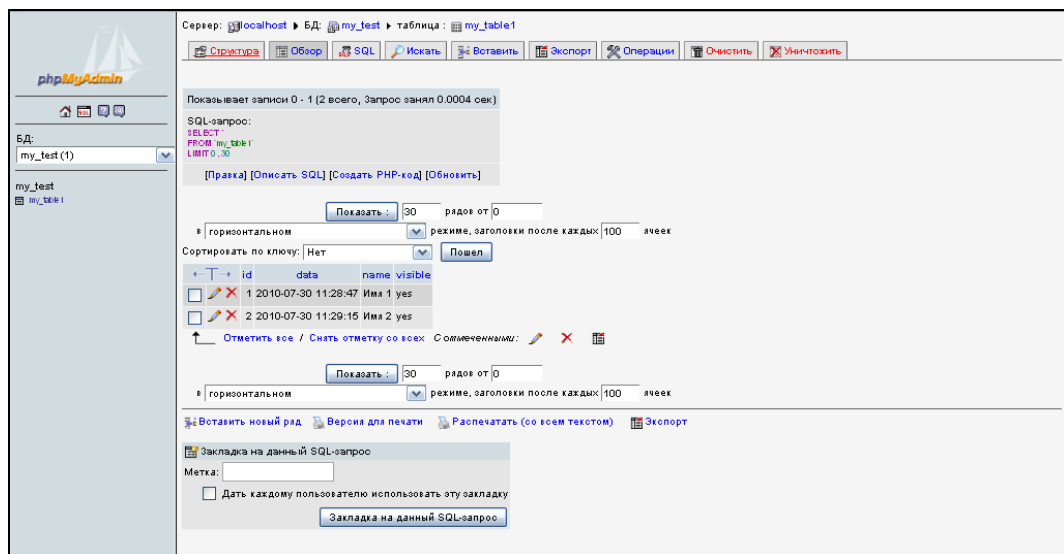 phpMyAdmin
БД:
my_test (1)
my_test
my_table1
Сервер: localhost ▶ БД: my_test ▶ таблица : my_table1
Структура Обзор SQL Искать Вставить Экспорт Операции Очистить Уничтожить
Показывает записи 0 - 1 (2 всего, Запрос занял 0.0004 сек)
SQL-запрос:
SELECT *
FROM `my_table1`
LIMIT 0 , 30
[Правка] [Описать SQL] [Создать PHP-код] [Обновить]
Показать : 30 рядов от 0
в горизонтальном режиме, заголовки после каждых 100 ячеек
Сортировать по ключу: Нет Пошел
←T→ id data name visible
1 2010-07-30 11:28:47 Имя 1 yes
2 2010-07-30 11:29:15 Имя 2 yes
Отметить все / Снять отметку со всех С отмеченными:
Показать : 30 рядов от 0
в горизонтальном режиме, заголовки после каждых 100 ячеек
Вставить новый ряд Версия для печати Распечатать (со всем текстом) Экспорт
Закладка на данный SQL-запрос
Метка:
Дать каждому пользователю использовать эту закладку
Закладка на данный SQL-запрос